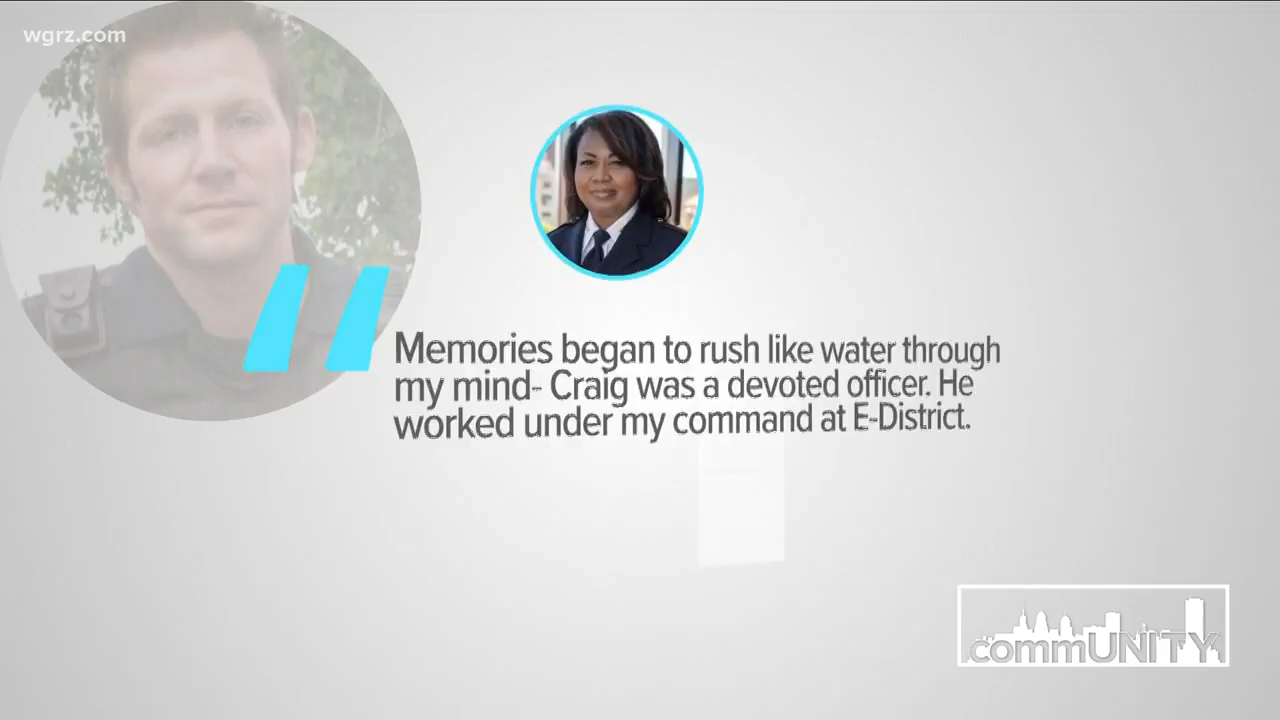 wgrz.com
Memories began to rush like water through
my mind- Craig was a devoted officer. He
worked under my command at E-District.
commUNITY